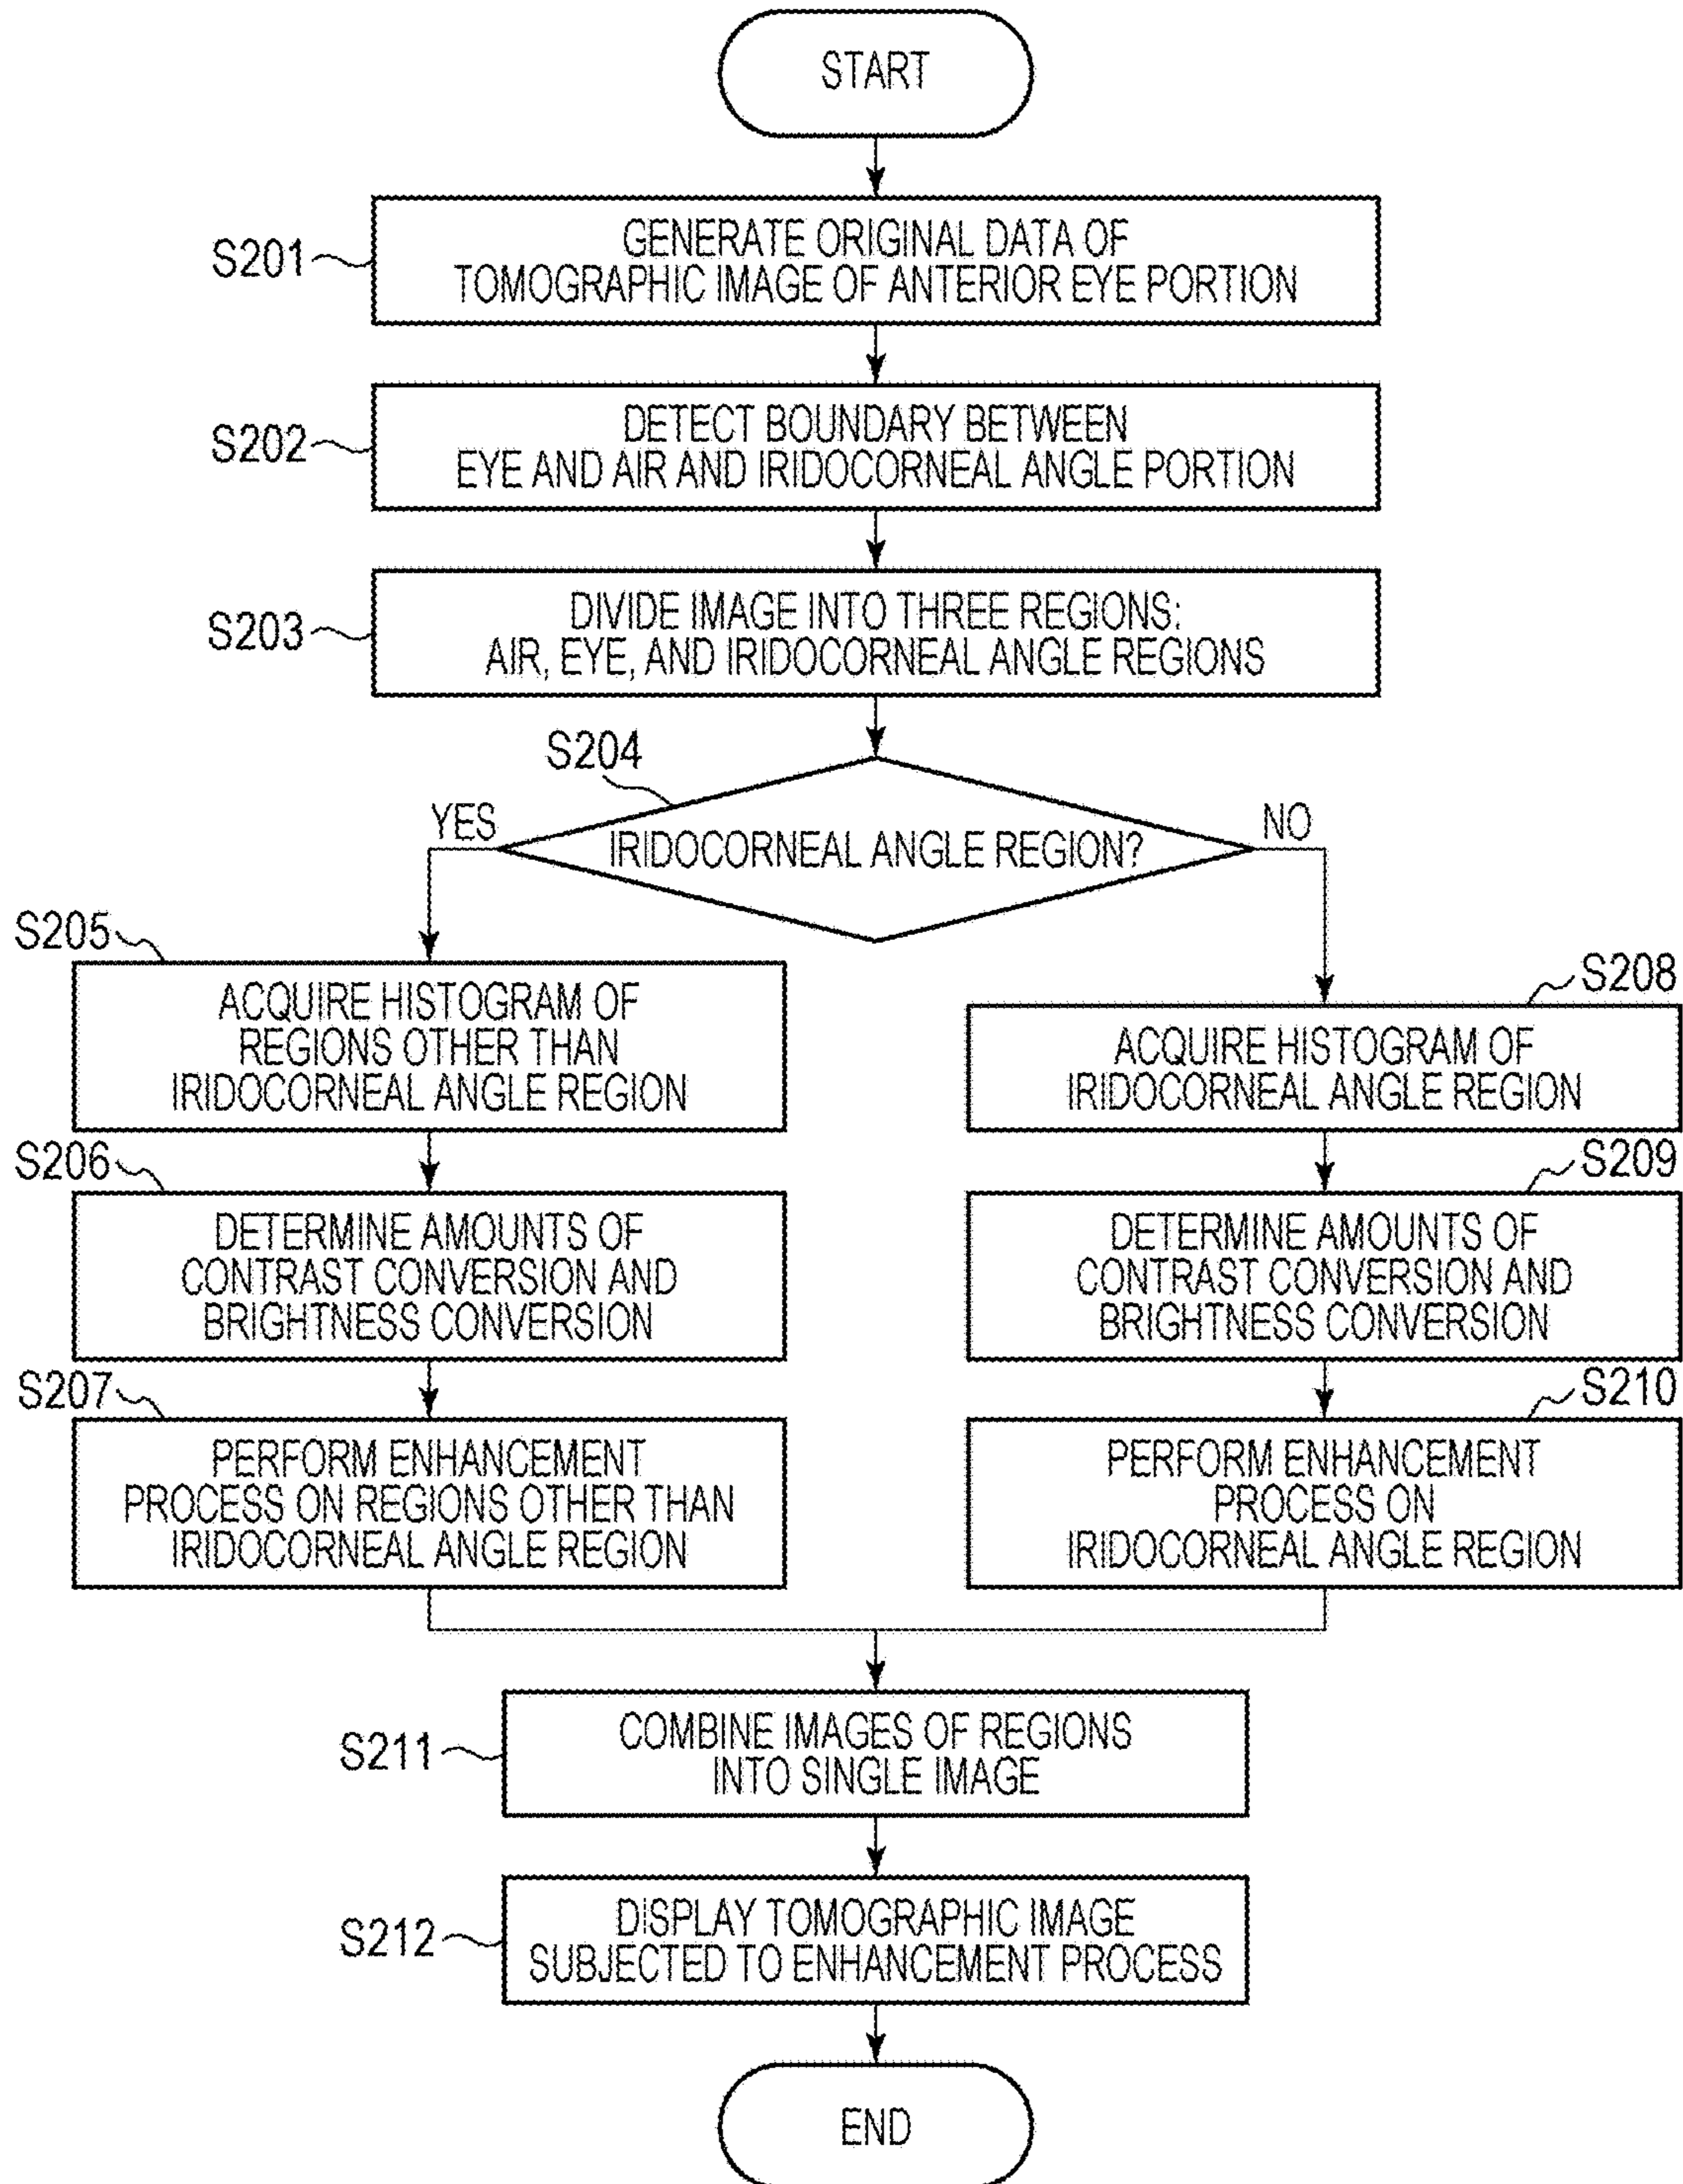 START
S201
GENERATE ORIGINAL DATA OF
TOMOGRAPHIC IMAGE OF ANTERIOR EYE PORTION
S202
DETECT BOUNDARY BETWEEN
EYE AND AIR AND IRIDOCORNEAL ANGLE PORTION
S203
DIVIDE IMAGE INTO THREE REGIONS:
AIR, EYE, AND IRIDOCORNEAL ANGLE REGIONS
S204
YES
IRIDOCORNEAL ANGLE REGION?
NO
S205
ACQUIRE HISTOGRAM OF
REGIONS OTHER THAN
IRIDOCORNEAL ANGLE REGION
S206
DETERMINE AMOUNTS OF
CONTRAST CONVERSION AND
BRIGHTNESS CONVERSION
S207
PERFORM ENHANCEMENT
PROCESS ON REGIONS OTHER THAN
IRIDOCORNEAL ANGLE REGION
S208
ACQUIRE HISTOGRAM OF
IRIDOCORNEAL ANGLE REGION
S209
DETERMINE AMOUNTS OF
CONTRAST CONVERSION AND
BRIGHTNESS CONVERSION
S210
PERFORM ENHANCEMENT
PROCESS ON
IRIDOCORNEAL ANGLE REGION
S211
COMBINE IMAGES OF REGIONS
INTO SINGLE IMAGE
S212
DISPLAY TOMOGRAPHIC IMAGE
SUBJECTED TO ENHANCEMENT PROCESS
END